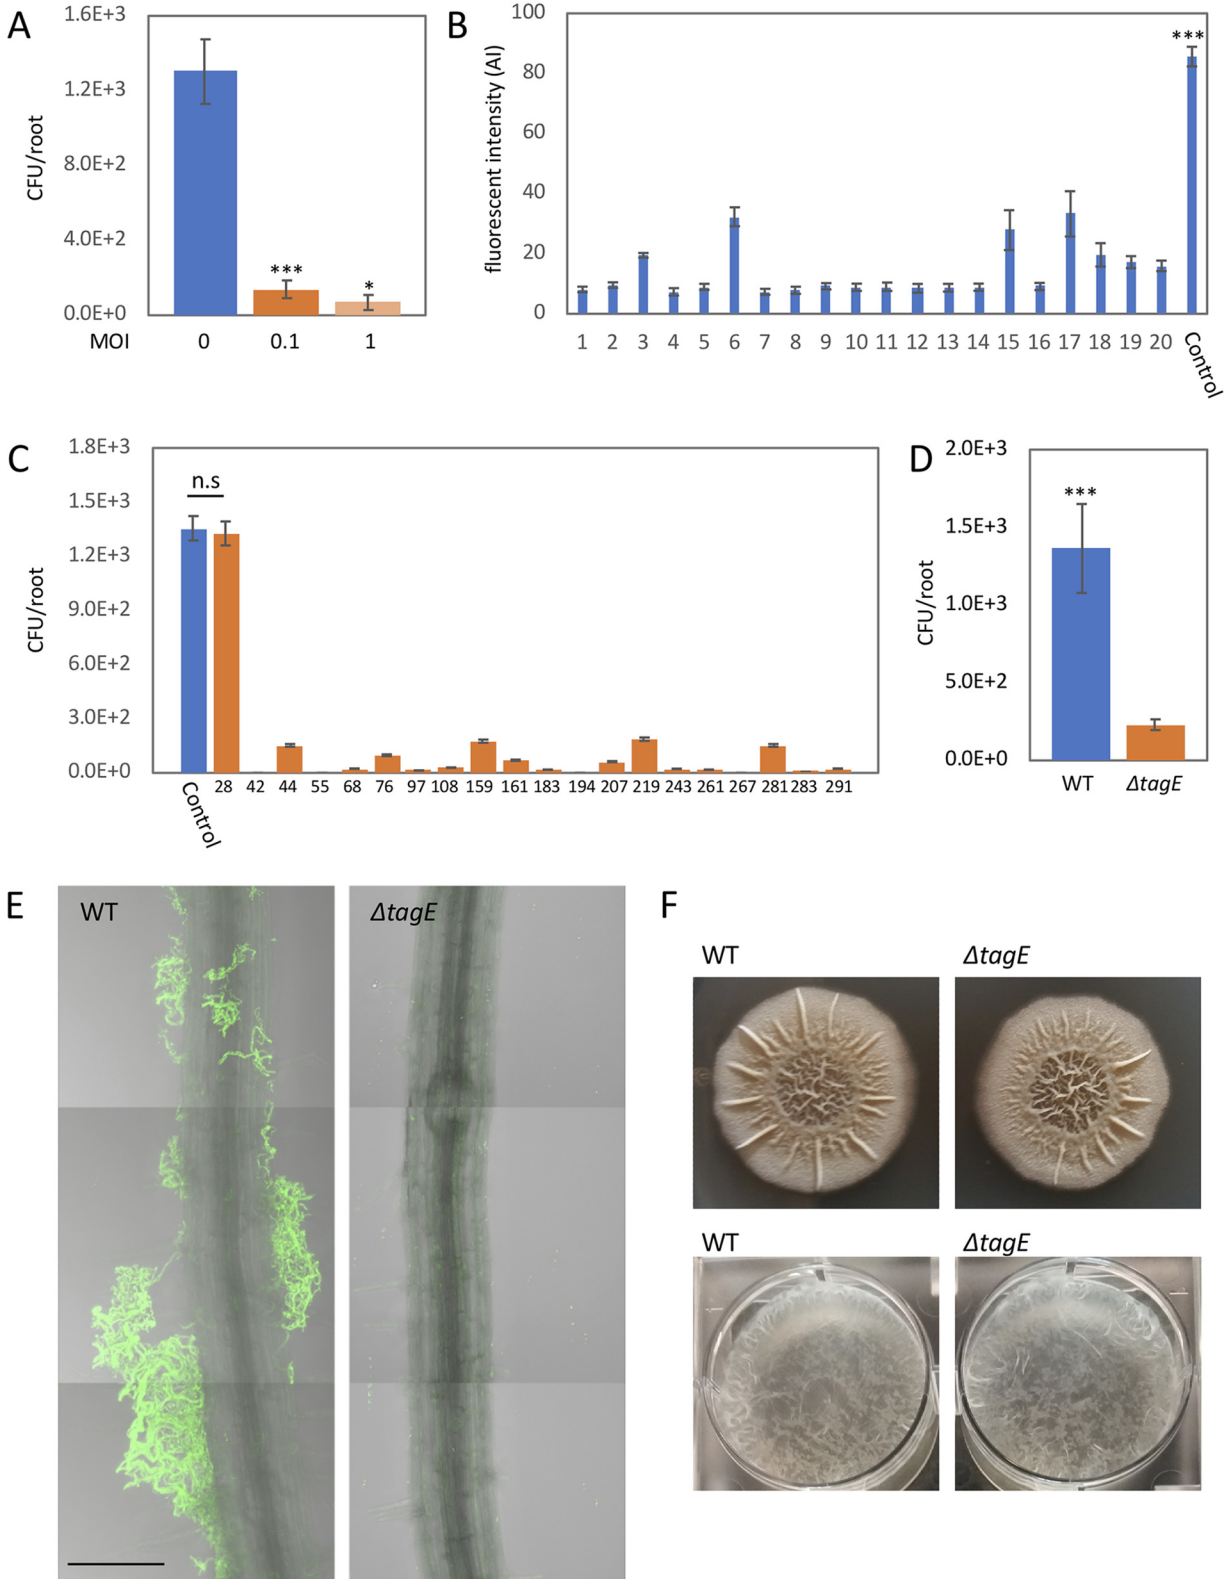 A
CFU/root
1.6E+3
1.2E+3
8.0E+2
4.0E+2
0.0E+0
***
*
MOI 0 0.1 1
B
fluorescent intensity (AI)
100
80
60
40
20
0
***
1 2 3 4 5 6 7 8 9 10 11 12 13 14 15 16 17 18 19 20 Control
C
CFU/root
1.8E+3
1.5E+3
1.2E+3
9.0E+2
6.0E+2
3.0E+2
0.0E+0
n.s
Control 28 42 44 55 68 76 97 108 159 161 183 194 207 219 243 261 267 281 283 291
D
CFU/root
2.0E+3
1.5E+3
1.0E+3
5.0E+2
0.0E+0
***
WT ΔtagE
E
WT ΔtagE
F
WT ΔtagE
WT ΔtagE